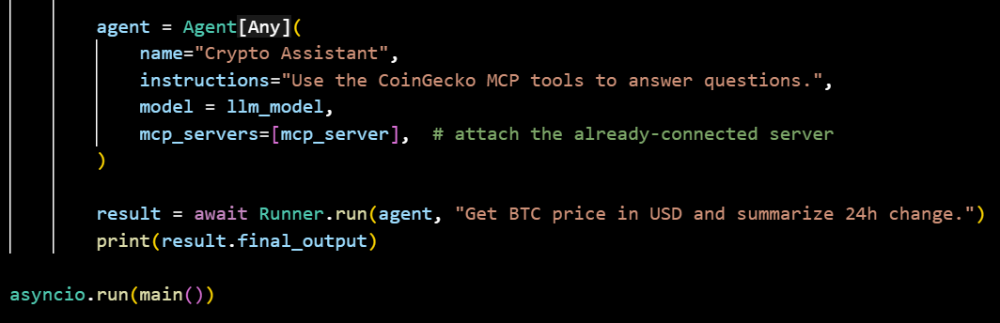 agent = Agent[Any](
name="Crypto Assistant",
instructions="Use the CoinGecko MCP tools to answer questions.",
model = llm_model,
mcp_servers=[mcp_server],  # attach the already-connected server
)
result = await Runner.run(agent, "Get BTC price in USD and summarize 24h change.")
print(result.final_output)
asyncio.run(main())